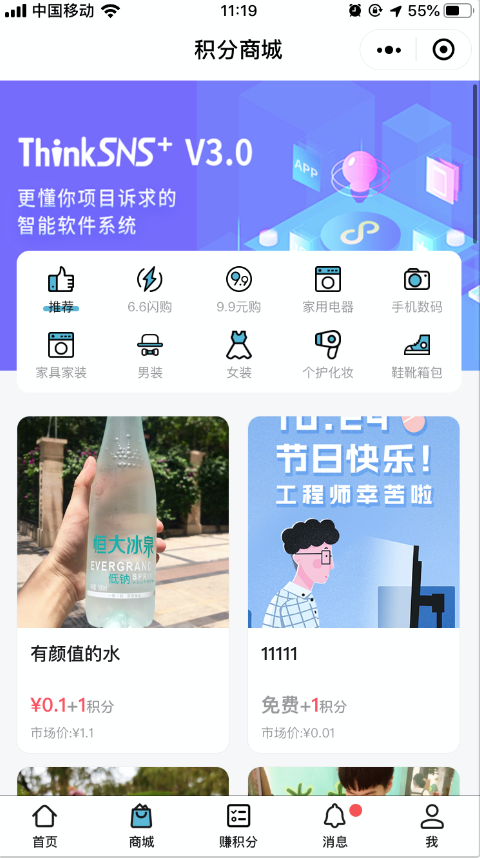 中国移动 11:19 55%
积分商城
ThinkSNS+ V3.0
更懂你项目诉求的
智能软件系统
APP
推荐 6.6闪购 9.9元购 家用电器 手机数码
家具家装 男装 女装 个护化妆 鞋靴箱包
恒大冰泉
EVERGRAND
低钠
10.24
节日快乐!
工程师幸苦啦
有颜值的水
¥0.1+1积分
市场价:¥1.1
11111
免费+1积分
市场价:¥0.01
首页 商城 赚积分 消息 我